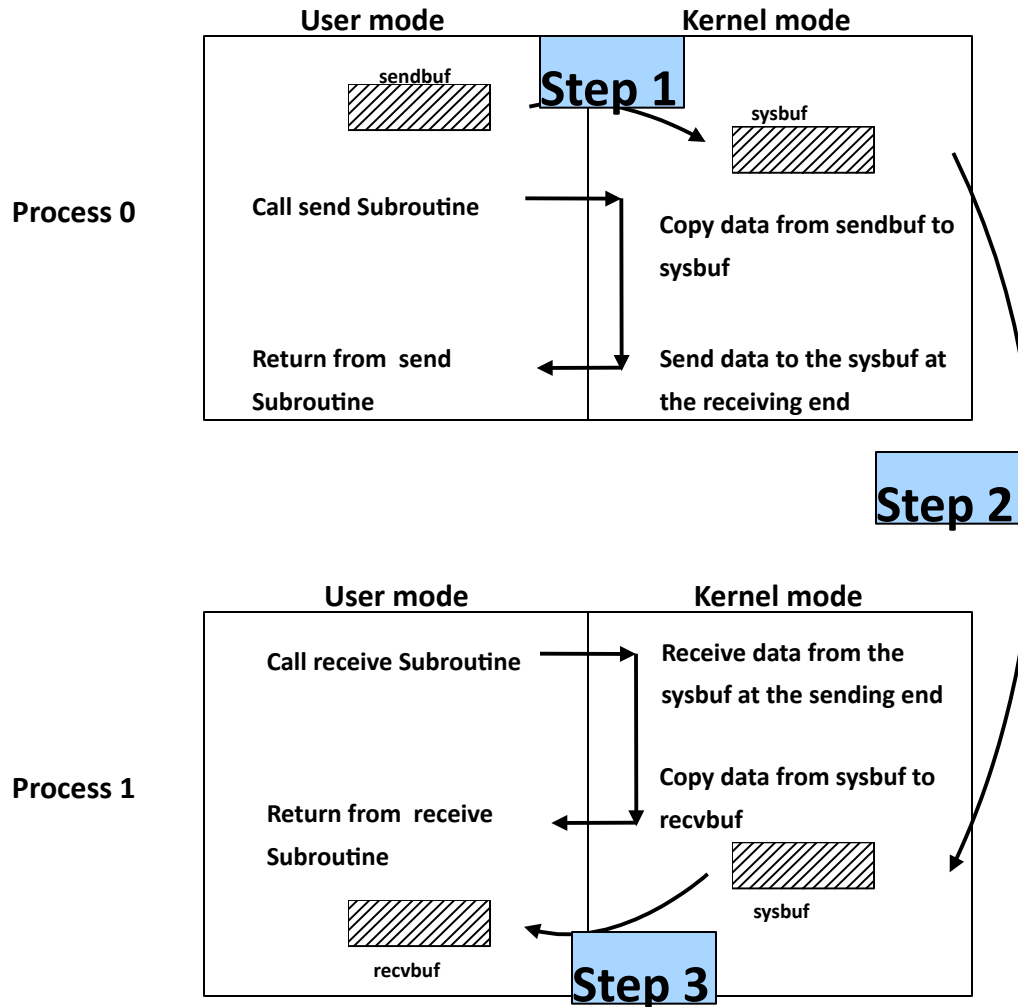 User mode
Kernel mode
Step 1
sendbuf
sysbuf
Process 0
Call send Subroutine
Copy data from sendbuf to
sysbuf
Return from send
Subroutine
Send data to the sysbuf at
the receiving end
Step 2
User mode
Kernel mode
Process 1
Call receive Subroutine
Receive data from the
sysbuf at the sending end
Copy data from sysbuf to
recvbuf
Return from receive
Subroutine
sysbuf
recvbuf
Step 3